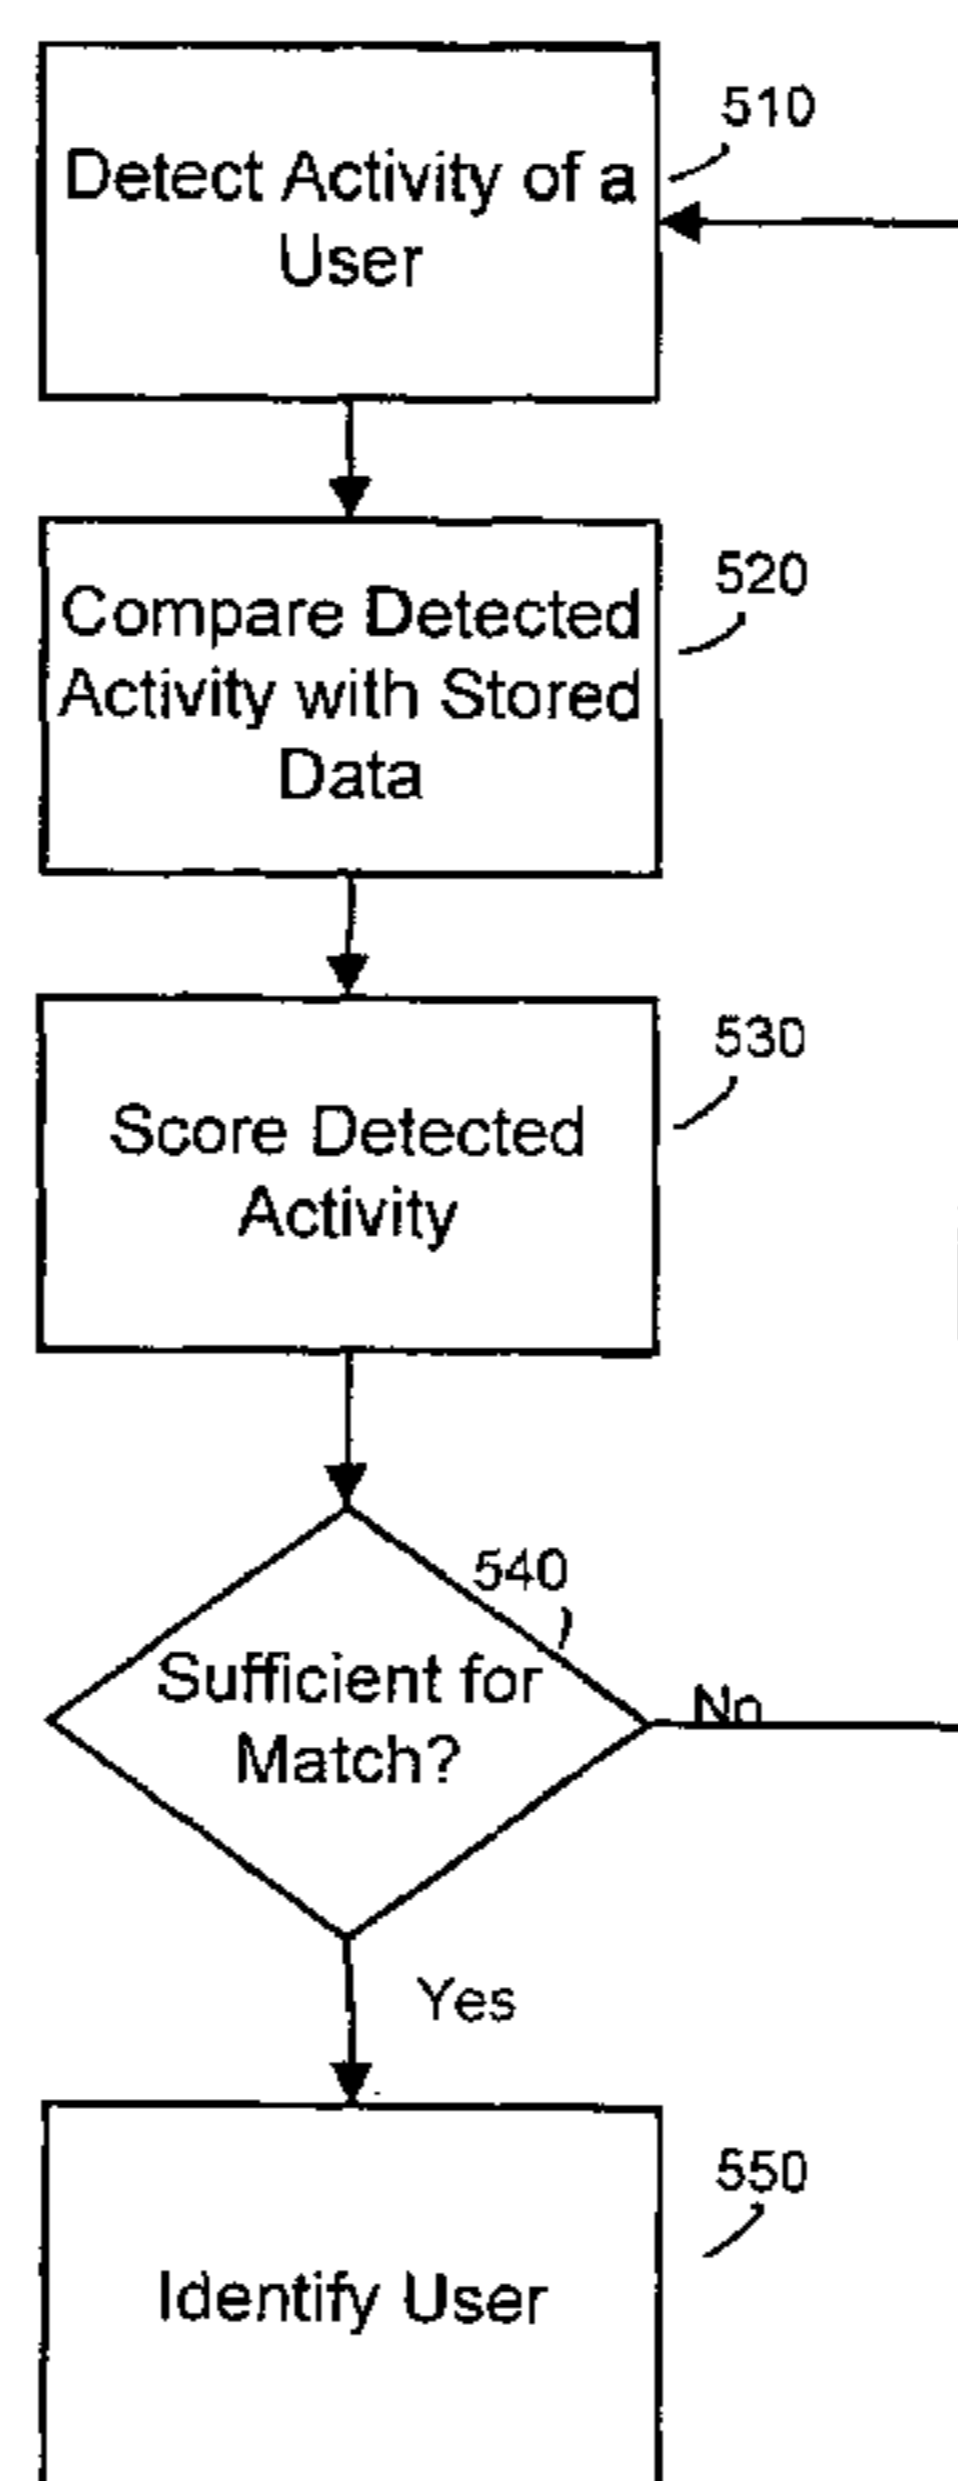 510
Detect Activity of a
User
520
Compare Detected
Activity with Stored
Data
530
Score Detected
Activity
540
Sufficient for
Match?
No
Yes
550
Identify User